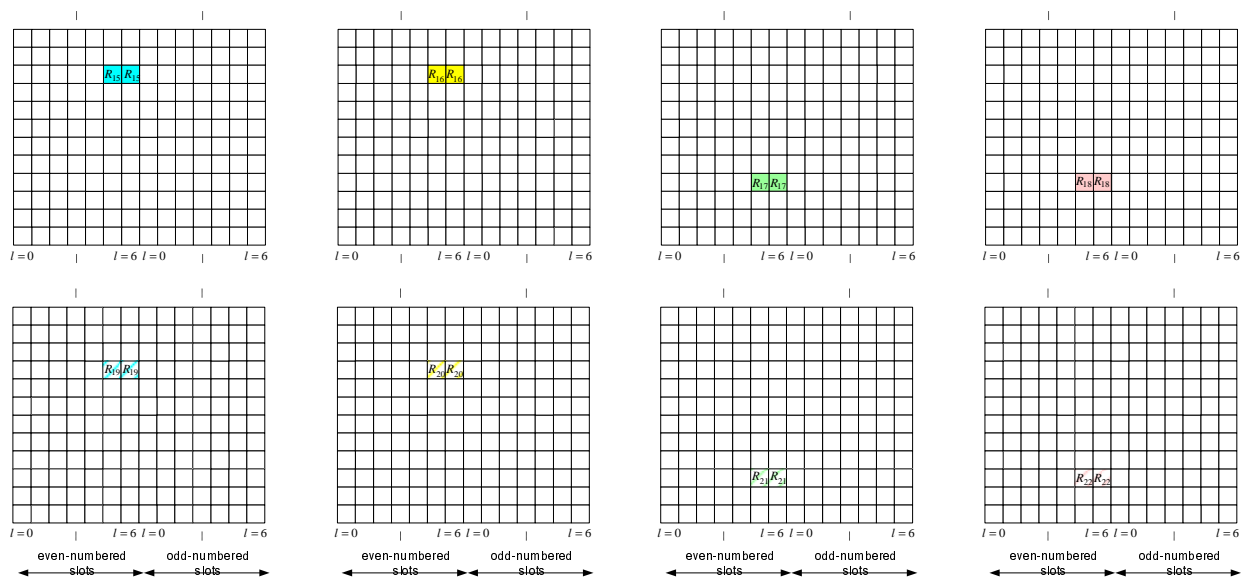 R15 R15 R16 R16 R17 R17 R18 R18
l = 0 l = 6 l = 0 l = 6 l = 0 l = 6 l = 0 l = 6 l = 0 l = 6 l = 0 l = 6 l = 0 l = 6 l = 0 l = 6
R19 R19 R20 R20 R21 R21 R22 R22
l = 0 l = 6 l = 0 l = 6 l = 0 l = 6 l = 0 l = 6 l = 0 l = 6 l = 0 l = 6 l = 0 l = 6 l = 0 l = 6
even-numbered odd-numbered even-numbered odd-numbered even-numbered odd-numbered even-numbered odd-numbered
slots slots slots slots slots slots slots slots